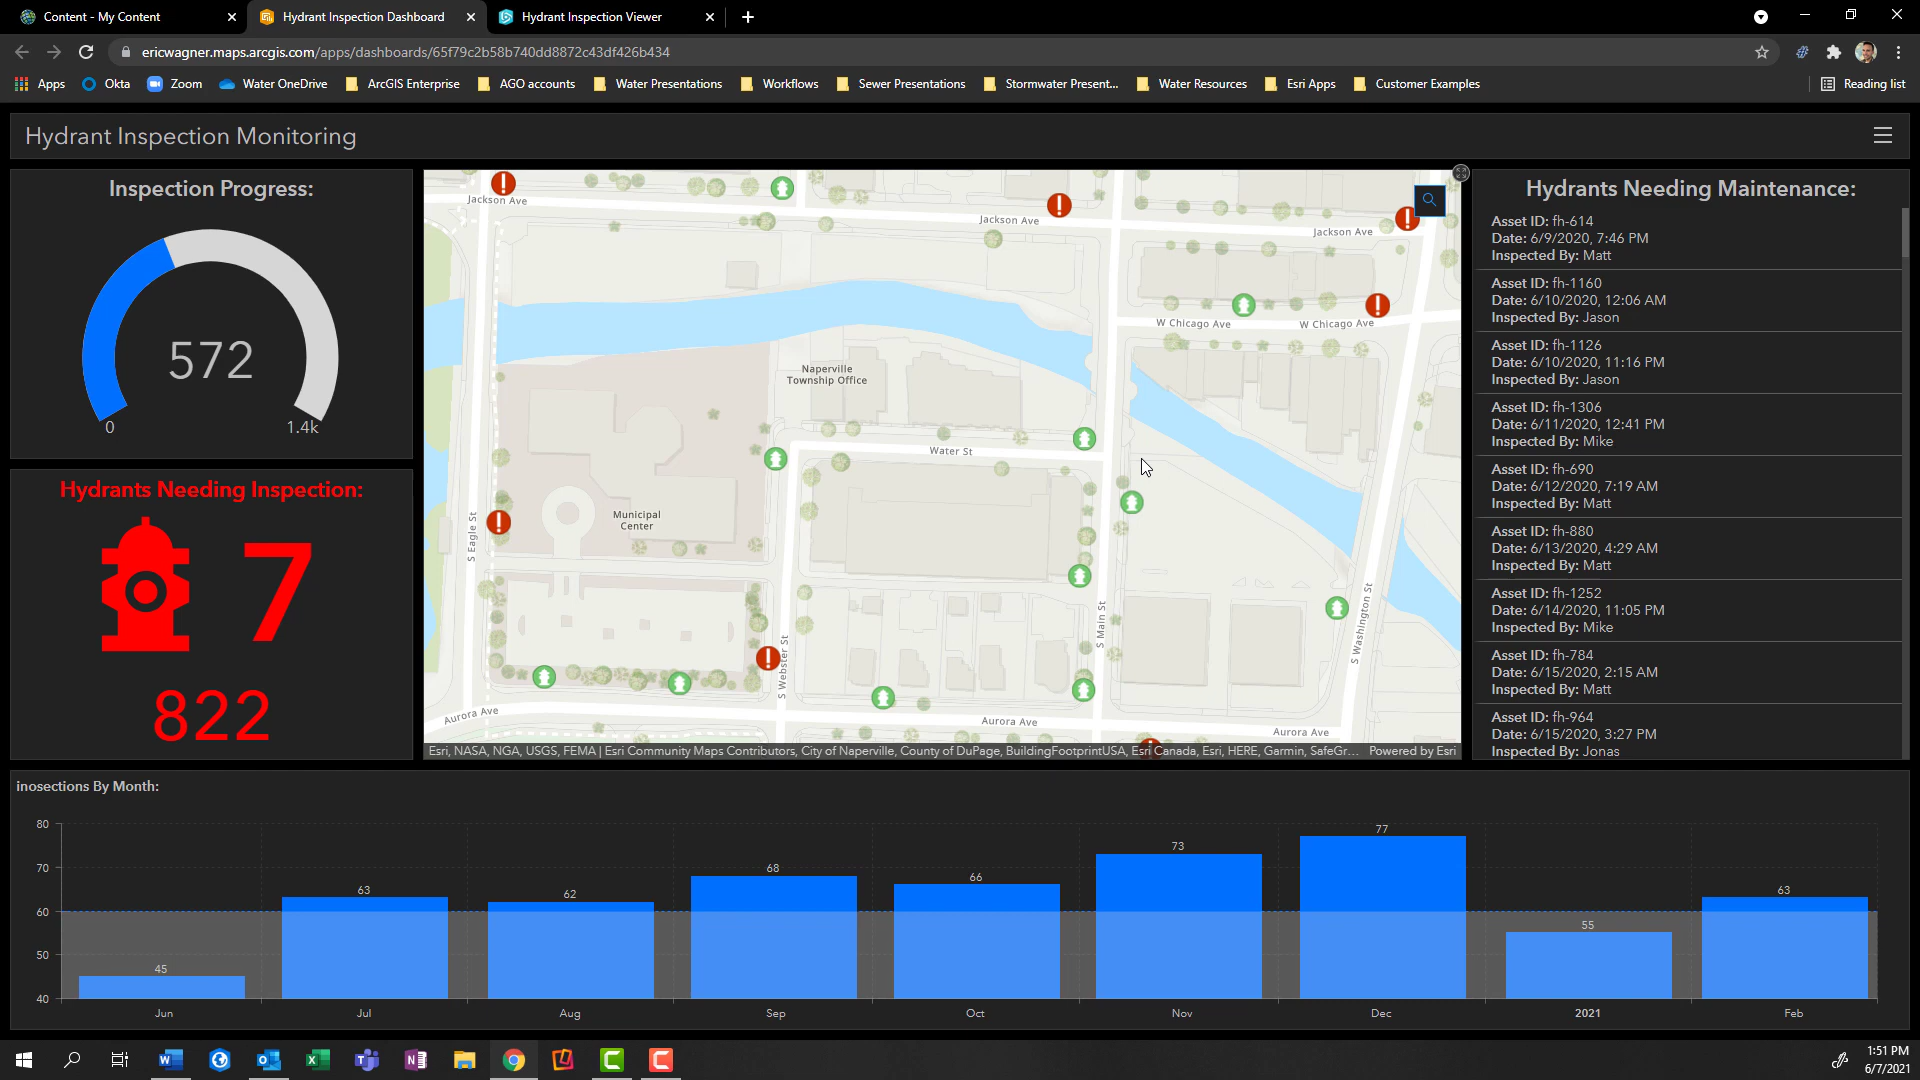 Content - My Content
Hydrant Inspection Dashboard
Hydrant Inspection Viewer
ericwagner.maps.arcgis.com/apps/dashboards/65f79c2b58b740dd8872c43df426b434
Apps
Okta
Zoom
Water OneDrive
ArcGIS Enterprise
AGO accounts
Water Presentations
Workflows
Sewer Presentations
Stormwater Present...
Water Resources
Esri Apps
Customer Examples
Reading list
Hydrant Inspection Monitoring
Inspection Progress:
572
0
1.4k
Hydrants Needing Inspection:
7
822
Jackson Ave
Jackson Ave
Jackson Ave
W Chicago Ave
W Chicago Ave
Naperville
Township Office
Water St
Municipal
Center
S Eagle St
S Webster St
S Main St
S Washington St
Aurora Ave
Aurora Ave
Aurora Ave
Esri, NASA, NGA, USGS, FEMA | Esri Community Maps Contributors, City of Naperville, County of DuPage, BuildingFootprintUSA, Esri Canada, Esri, HERE, Garmin, SafeGr...
Powered by Esri
Hydrants Needing Maintenance:
Asset ID: fh-614
Date: 6/9/2020, 7:46 PM
Inspected By: Matt
Asset ID: fh-1160
Date: 6/10/2020, 12:06 AM
Inspected By: Jason
Asset ID: fh-1126
Date: 6/10/2020, 11:16 PM
Inspected By: Jason
Asset ID: fh-1306
Date: 6/11/2020, 12:41 PM
Inspected By: Mike
Asset ID: fh-690
Date: 6/12/2020, 7:19 AM
Inspected By: Matt
Asset ID: fh-880
Date: 6/13/2020, 4:29 AM
Inspected By: Matt
Asset ID: fh-1252
Date: 6/14/2020, 11:05 PM
Inspected By: Mike
Asset ID: fh-784
Date: 6/15/2020, 2:15 AM
Inspected By: Matt
Asset ID: fh-964
Date: 6/15/2020, 3:27 PM
Inspected By: Jonas
inosections By Month:
80
70
60
50
40
45
63
62
68
66
73
77
55
63
Jun
Jul
Aug
Sep
Oct
Nov
Dec
2021
Feb
1:51 PM
6/7/2021